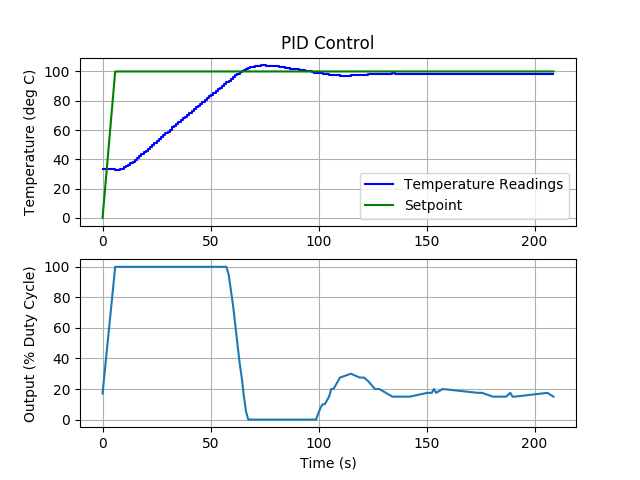 PID Control
Temperature (deg C)
100
80
60
40
20
0
Temperature Readings
Setpoint
0 50 100 150 200
Output (% Duty Cycle)
100
80
60
40
20
0
0 50 100 150 200
Time (s)